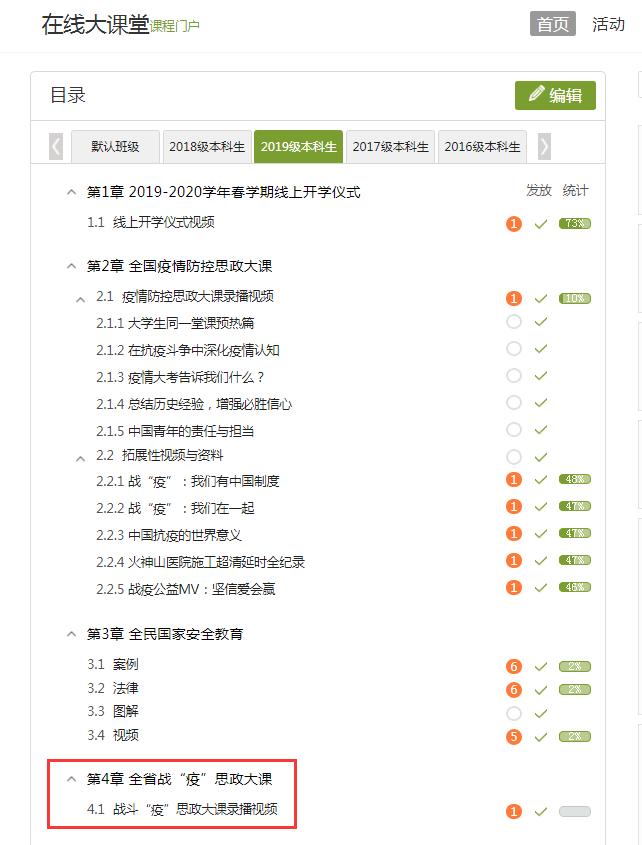 在线大课堂课程门户 首页 活动
目录 编辑
默认班级 2018级本科生 2019级本科生 2017级本科生 2016级本科生
第1章 2019-2020学年春学期线上开学仪式 发放 统计
1.1 线上开学仪式视频 1 73%
第2章 全国疫情防控思政大课
2.1 疫情防控思政大课录播视频 1 10%
2.1.1 大学生同一堂课预热篇
2.1.2 在抗疫斗争中深化疫情认知
2.1.3 疫情大考告诉我们什么？
2.1.4 总结历史经验，增强必胜信心
2.1.5 中国青年的责任与担当
2.2 拓展性视频与资料
2.2.1 战“疫”：我们有中国制度 1 48%
2.2.2 战“疫”：我们在一起 1 47%
2.2.3 中国抗疫的世界意义 1 47%
2.2.4 火神山医院施工超清延时全纪录 1 47%
2.2.5 战疫公益MV：坚信爱会赢 1 46%
第3章 全民国家安全教育
3.1 案例 6 2%
3.2 法律 6 2%
3.3 图解
3.4 视频 5 2%
第4章 全省战“疫”思政大课
4.1 战斗“疫”思政大课录播视频 1